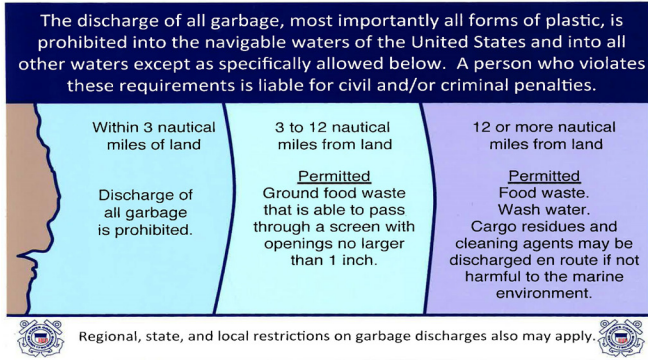 The discharge of all garbage, most importantly all forms of plastic, is
prohibited into the navigable waters of the United States and into all
other waters except as specifically allowed below. A person who violates
these requirements is liable for civil and/or criminal penalties.
Within 3 nautical
miles of land
Discharge of
all garbage
is prohibited.
3 to 12 nautical
miles from land
Permitted
Ground food waste
that is able to pass
through a screen with
openings no larger
than 1 inch.
12 or more nautical
miles from land
Permitted
Food waste.
Wash water.
Cargo residues and
cleaning agents may be
discharged en route if not
harmful to the marine
environment.
Regional, state, and local restrictions on garbage discharges also may apply.